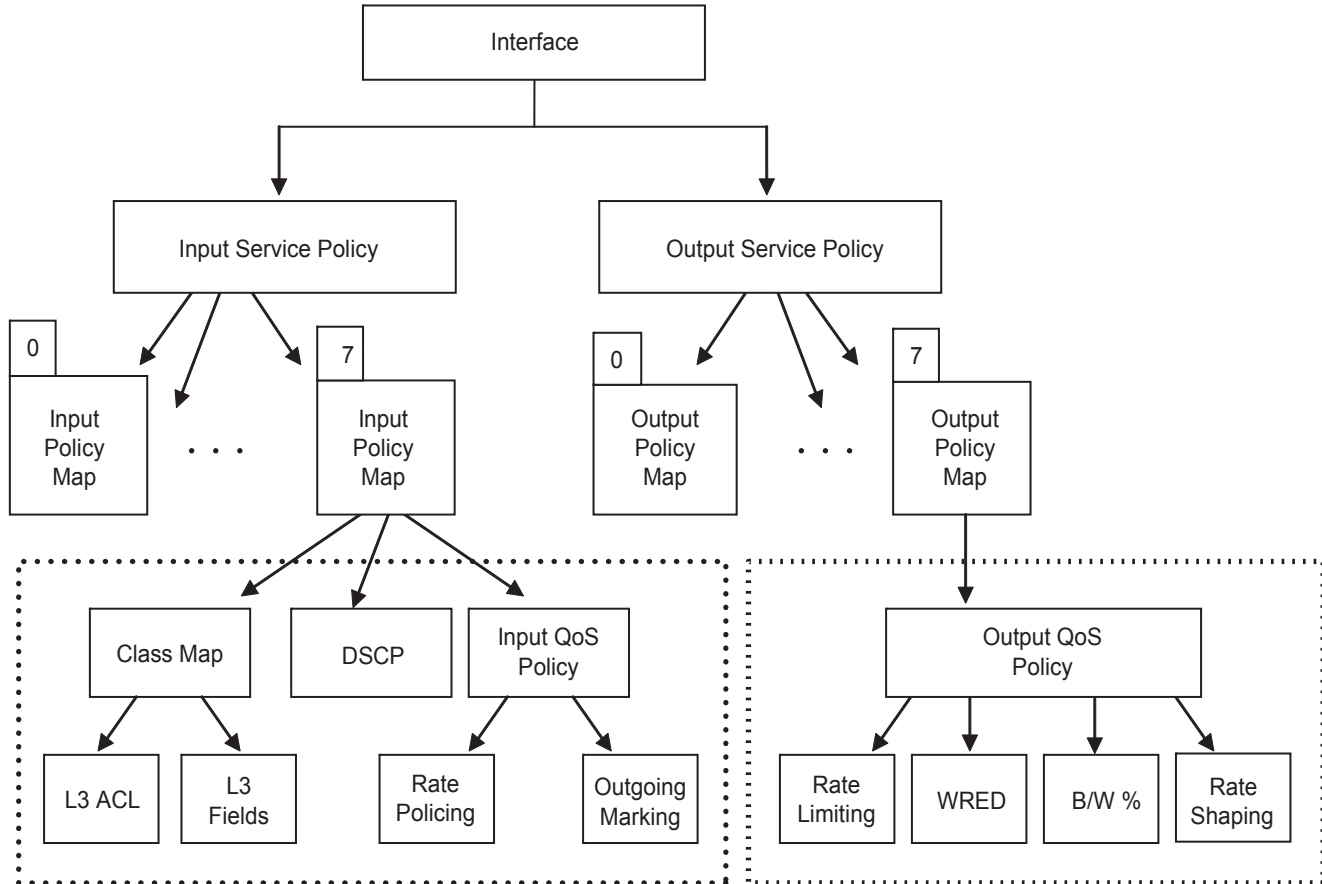 Interface
Input Service Policy
Output Service Policy
0
7
0
7
Input
Policy
Map
. . .
Input
Policy
Map
Output
Policy
Map
. . .
Output
Policy
Map
Class Map
DSCP
Input QoS
Policy
Output QoS
Policy
L3 ACL
L3
Fields
Rate
Policing
Outgoing
Marking
Rate
Limiting
WRED
B/W %
Rate
Shaping